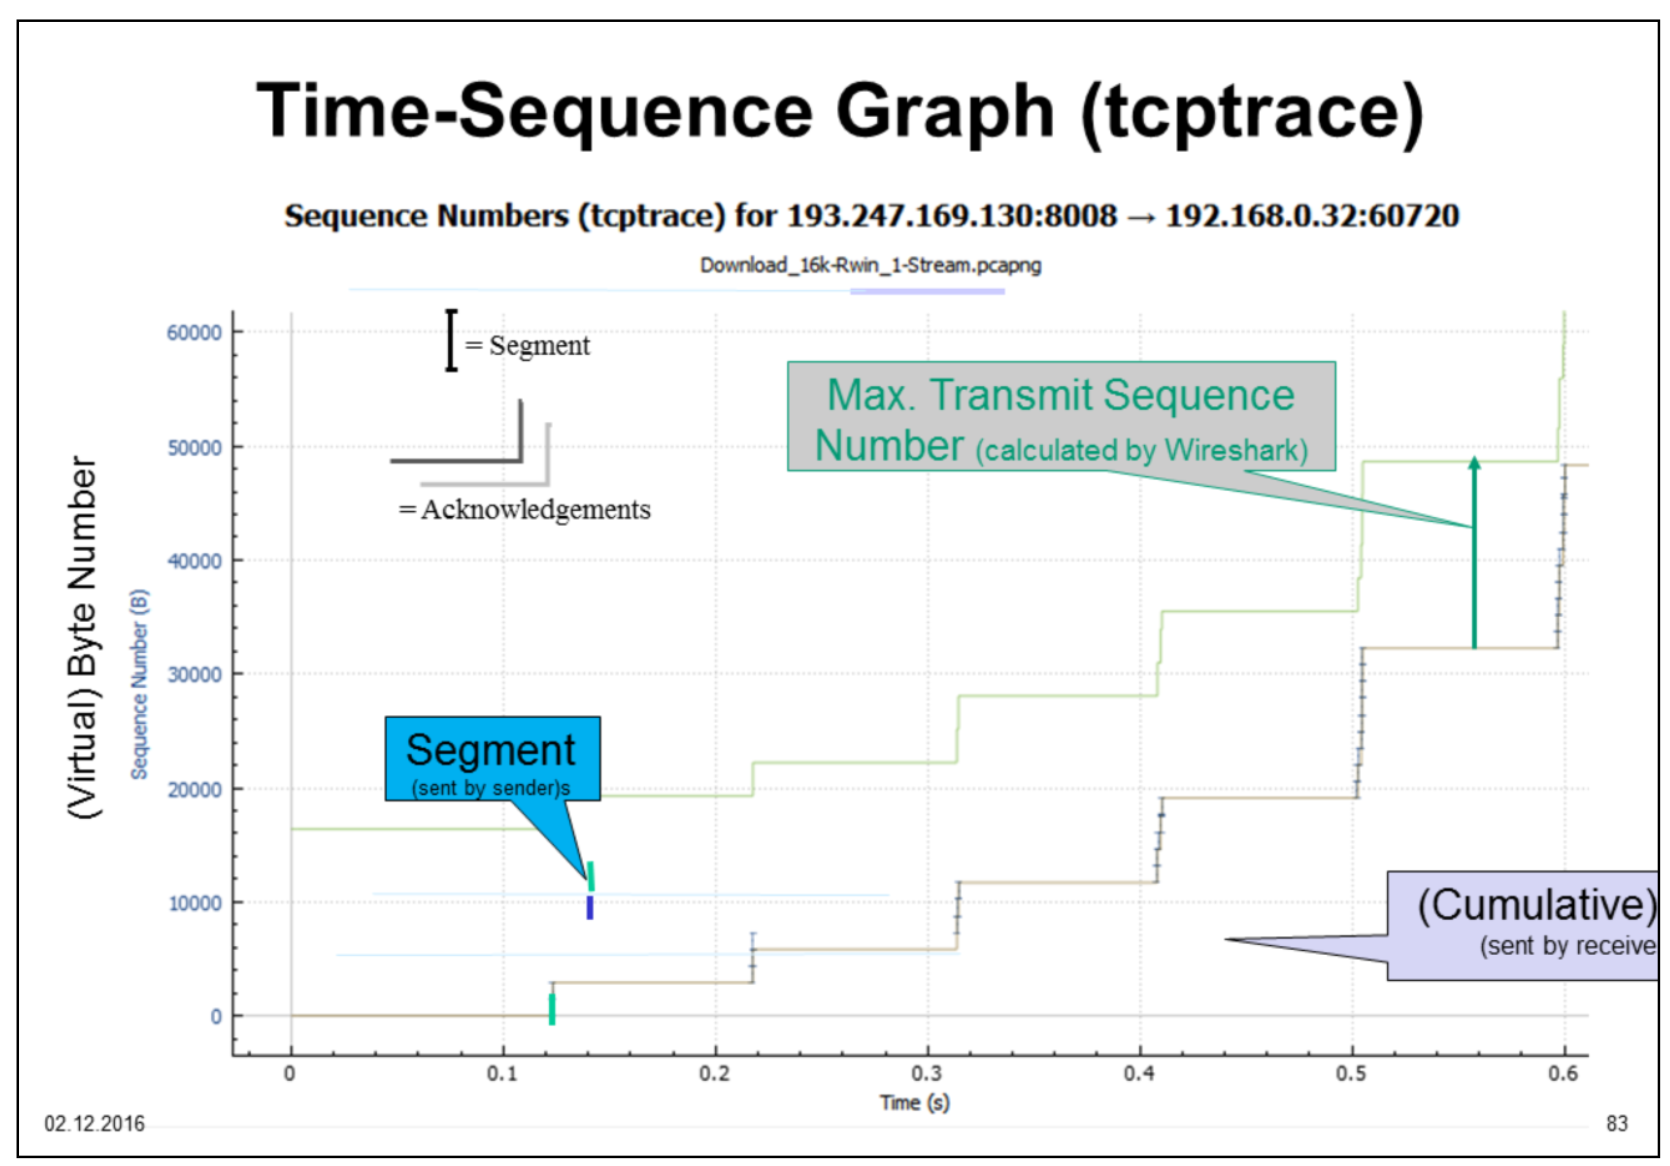 Time-Sequence Graph (tcptrace)
Sequence Numbers (tcptrace) for 193.247.169.130:8008 → 192.168.0.32:60720
Download_16k-Rwin_1-Stream.pcapng
(Virtual) Byte Number
Sequence Number (B)
60000
50000
40000
30000
20000
10000
0
= Segment
= Acknowledgements
Max. Transmit Sequence
Number (calculated by Wireshark)
Segment
(sent by sender)s
(Cumulative)
(sent by receive
0
0.1
0.2
0.3
0.4
0.5
0.6
Time (s)
02.12.2016
83